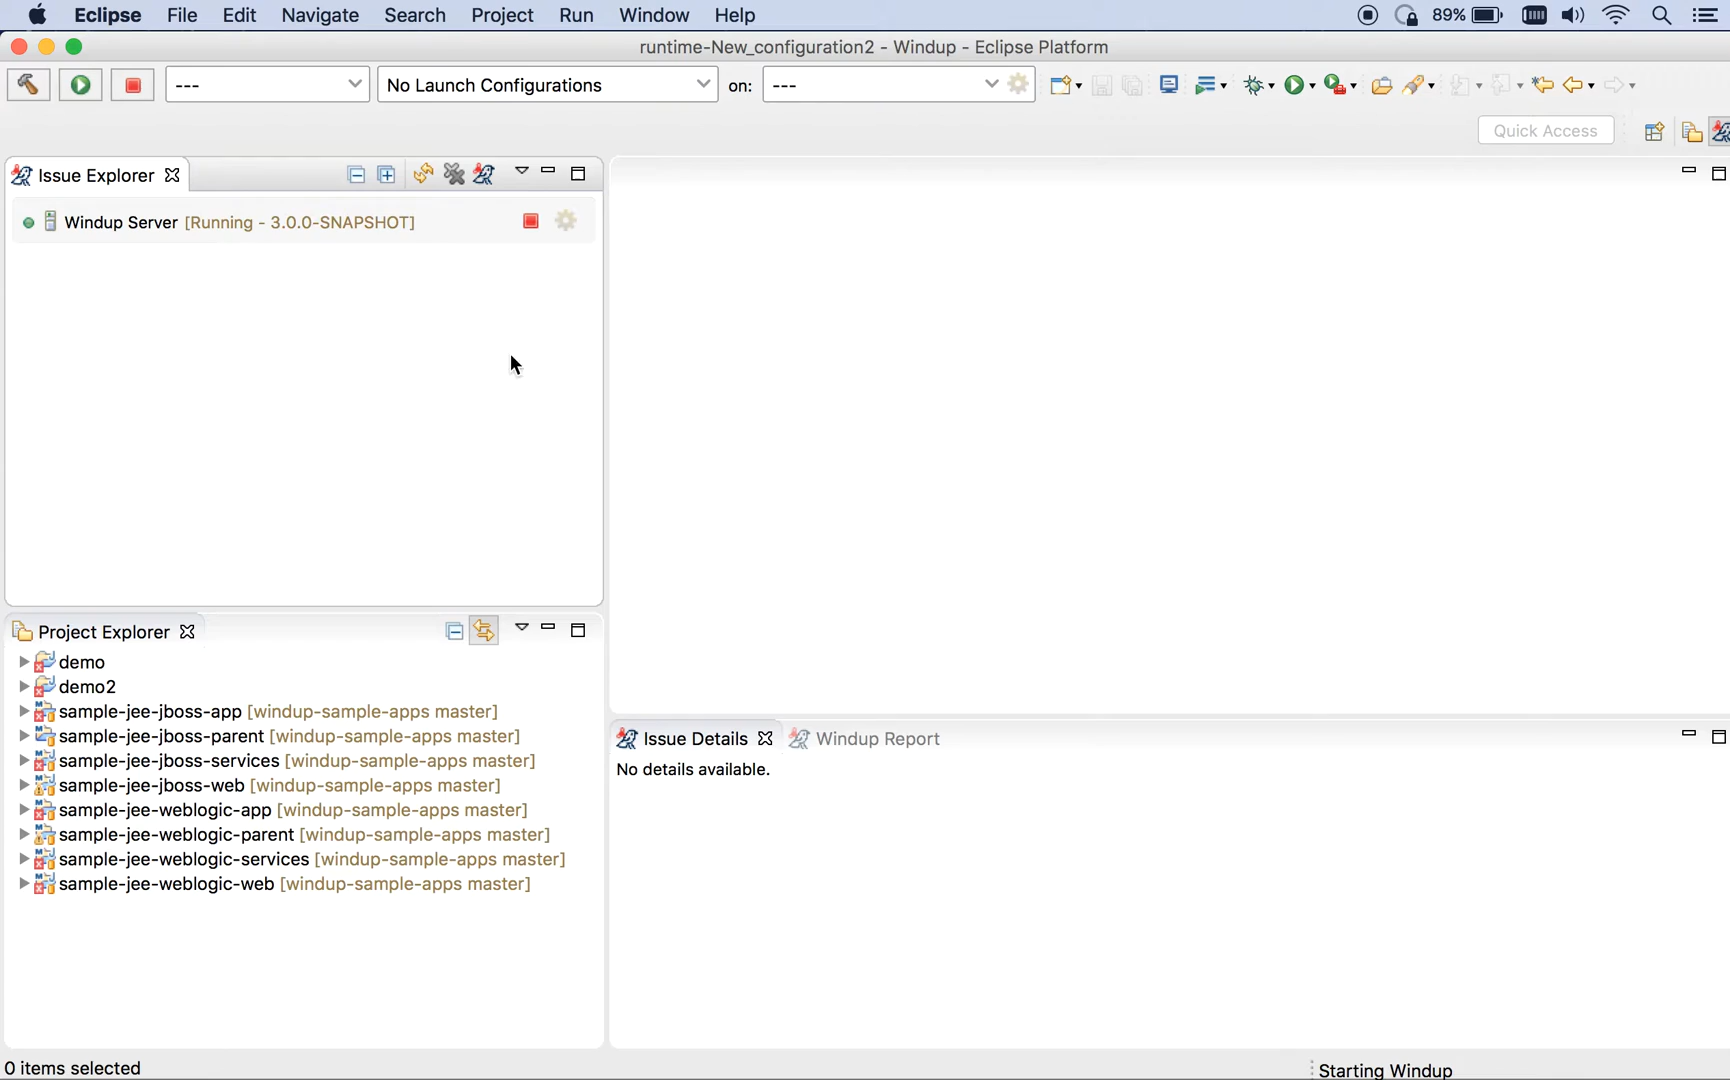 Eclipse File Edit Navigate Search Project Run Window Help 89%
runtime-New_configuration2 - Windup - Eclipse Platform
--- No Launch Configurations on: ---
Quick Access
Issue Explorer
Windup Server [Running - 3.0.0-SNAPSHOT]
Project Explorer
demo
demo2
sample-jee-jboss-app [windup-sample-apps master]
sample-jee-jboss-parent [windup-sample-apps master]
sample-jee-jboss-services [windup-sample-apps master]
sample-jee-jboss-web [windup-sample-apps master]
sample-jee-weblogic-app [windup-sample-apps master]
sample-jee-weblogic-parent [windup-sample-apps master]
sample-jee-weblogic-services [windup-sample-apps master]
sample-jee-weblogic-web [windup-sample-apps master]
Issue Details Windup Report
No details available.
0 items selected
Starting Windup